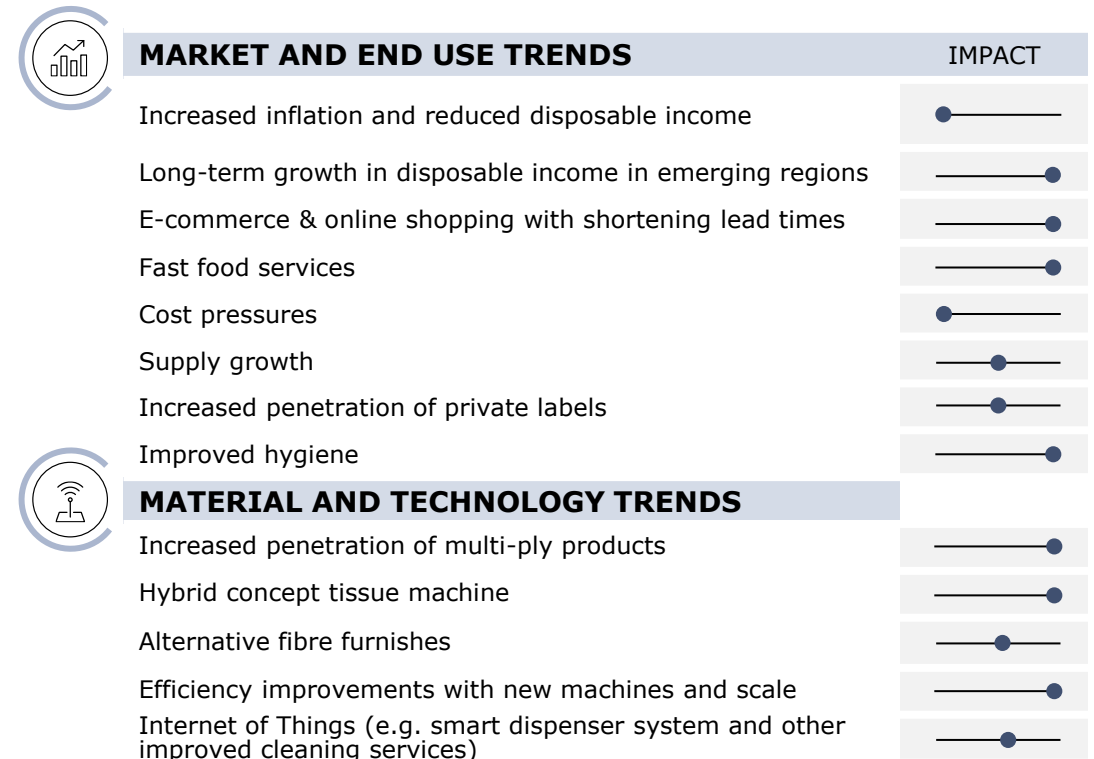 MARKET AND END USE TRENDS IMPACT
Increased inflation and reduced disposable income
Long-term growth in disposable income in emerging regions
E-commerce & online shopping with shortening lead times
Fast food services
Cost pressures
Supply growth
Increased penetration of private labels
Improved hygiene
MATERIAL AND TECHNOLOGY TRENDS
Increased penetration of multi-ply products
Hybrid concept tissue machine
Alternative fibre furnishes
Efficiency improvements with new machines and scale
Internet of Things (e.g. smart dispenser system and other
improved cleaning services)